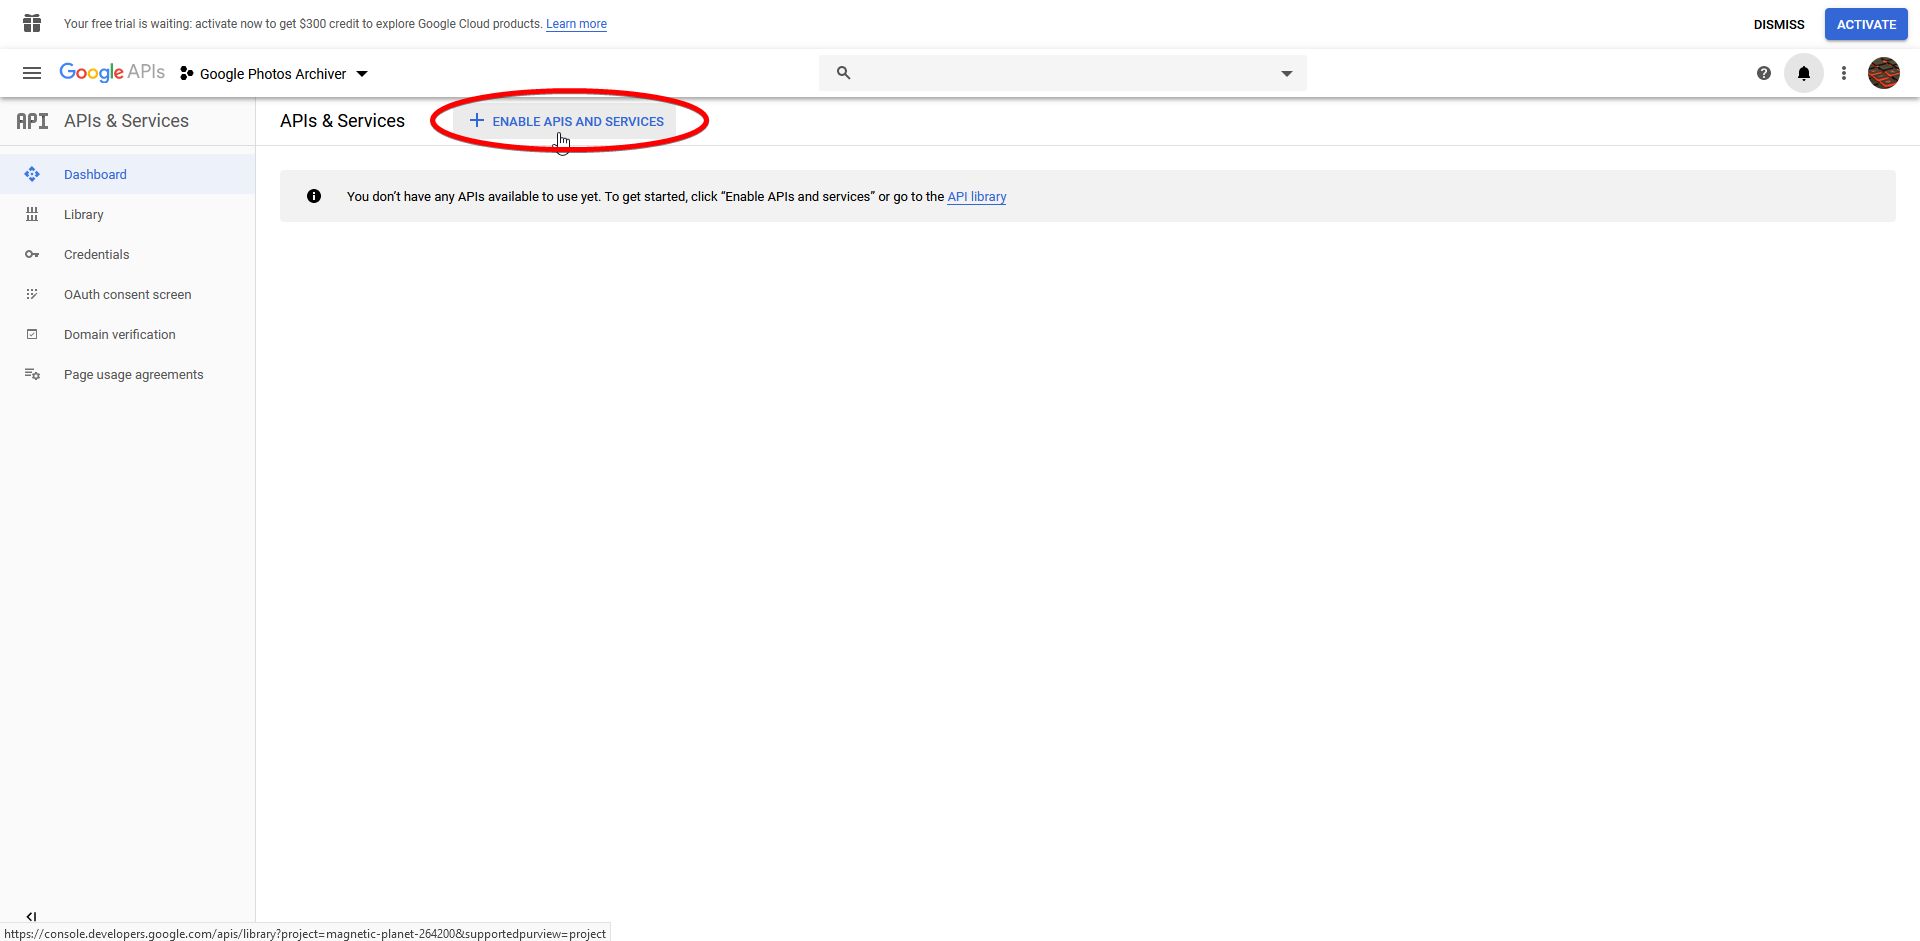 Your free trial is waiting: activate now to get $300 credit to explore Google Cloud products. Learn more
DISMISS
ACTIVATE
Google APIs
Google Photos Archiver
API
APIs & Services
APIs & Services
ENABLE APIS AND SERVICES
Dashboard
Library
Credentials
OAuth consent screen
Domain verification
Page usage agreements
You don’t have any APIs available to use yet. To get started, click “Enable APIs and services” or go to the API library
https://console.developers.google.com/apis/library?project=magnetic-planet-264200&supportedpurview=project